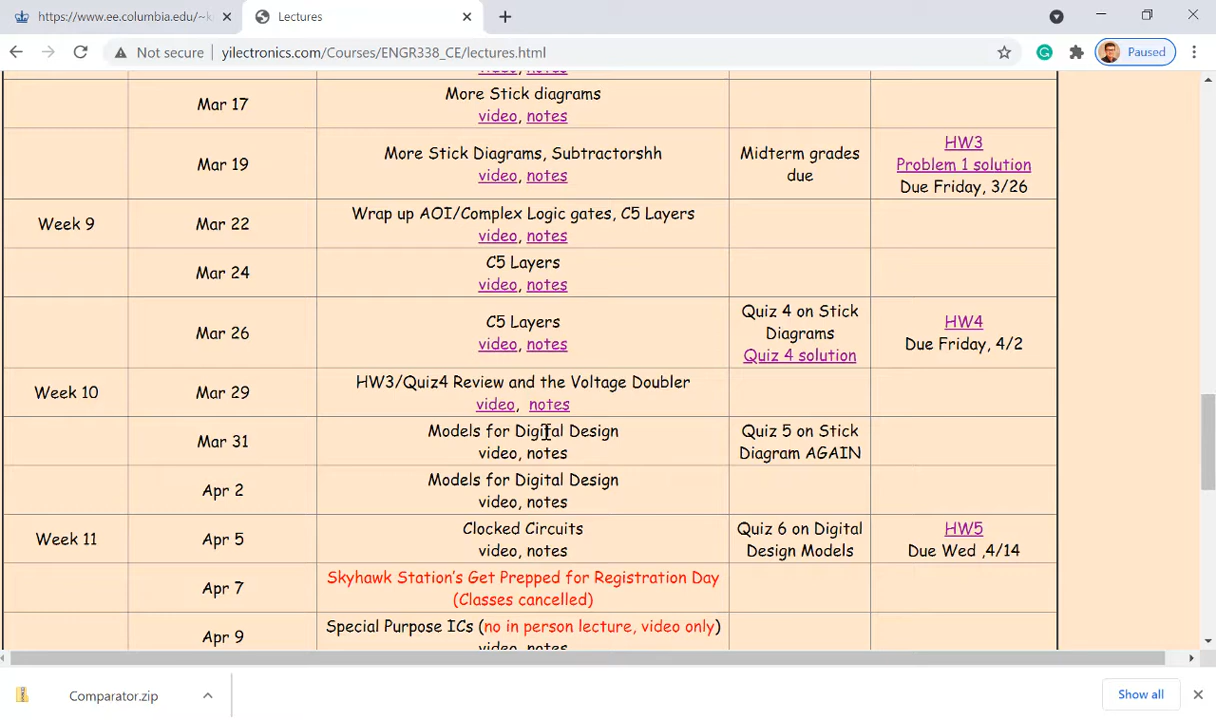 https://www.ee.columbia.edu/~k
Lectures
Not secure | yilectronics.com/Courses/ENGR338_CE/lectures.html
Paused
video, notes
Mar 17
More Stick diagrams
video, notes
Mar 19
More Stick Diagrams, Subtractorshh
video, notes
Midterm grades
due
HW3
Problem 1 solution
Due Friday, 3/26
Week 9
Mar 22
Wrap up AOI/Complex Logic gates, C5 Layers
video, notes
Mar 24
C5 Layers
video, notes
Mar 26
C5 Layers
video, notes
Quiz 4 on Stick
Diagrams
Quiz 4 solution
HW4
Due Friday, 4/2
Week 10
Mar 29
HW3/Quiz4 Review and the Voltage Doubler
video, notes
Mar 31
Models for Digital Design
video, notes
Quiz 5 on Stick
Diagram AGAIN
Apr 2
Models for Digital Design
video, notes
Week 11
Apr 5
Clocked Circuits
video, notes
Quiz 6 on Digital
Design Models
HW5
Due Wed ,4/14
Apr 7
Skyhawk Station's Get Prepped for Registration Day
(Classes cancelled)
Apr 9
Special Purpose ICs (no in person lecture, video only)
video, notes
Comparator.zip
Show all